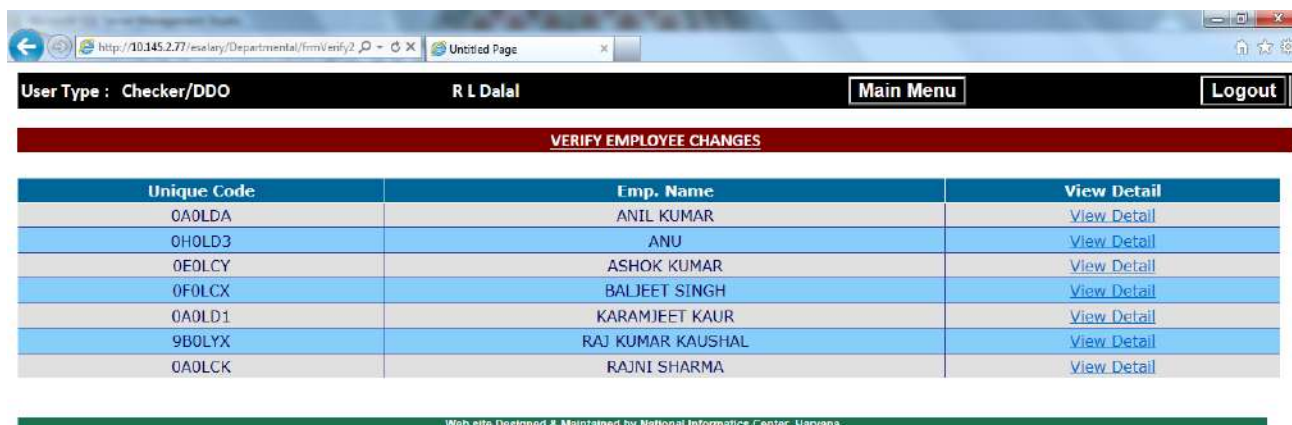 http://10.145.2.77/esalary/Departmental/frmVerify2
Untitled Page
User Type : Checker/DDO R L Dalal Main Menu Logout
VERIFY EMPLOYEE CHANGES
Unique Code Emp. Name View Detail
0A0LDA ANIL KUMAR View Detail
0H0LD3 ANU View Detail
0E0LCY ASHOK KUMAR View Detail
0F0LCX BALJEET SINGH View Detail
0A0LD1 KARAMJEET KAUR View Detail
9B0LYX RAJ KUMAR KAUSHAL View Detail
0A0LCK RAJNI SHARMA View Detail
Web site Designed & Maintained by National Informatics Center, Haryana